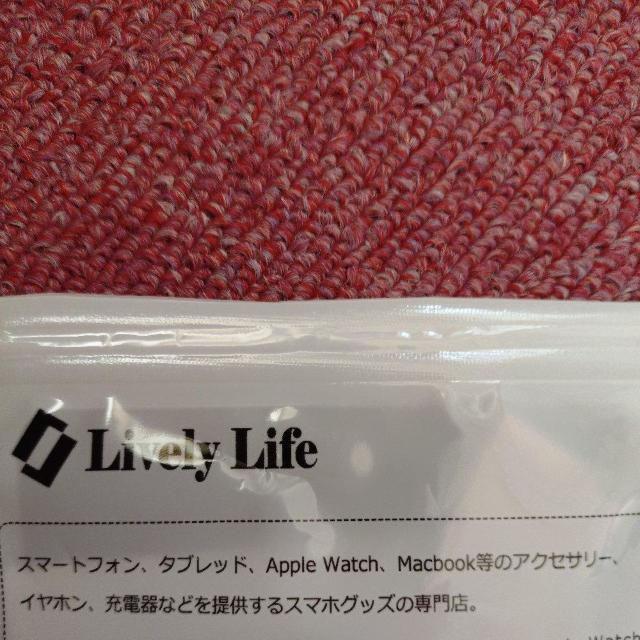 Lively Life
スマートフォン、タブレッド、Apple Watch、Macbook等のアクセサリー、
イヤホン、充電器などを提供するスマホグッズの専門店。
Watch